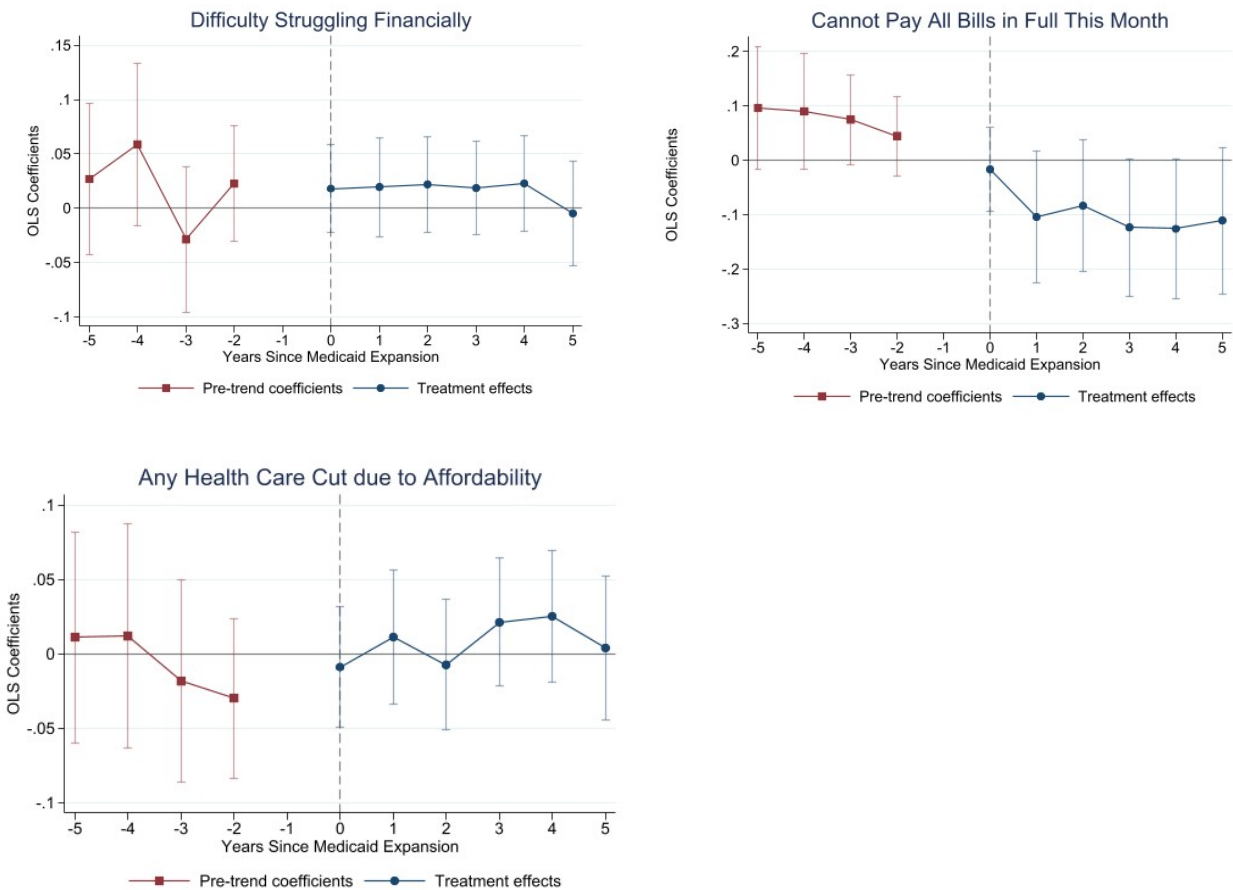 Difficulty Struggling Financially
.15
.1
.05
0
-.05
-.1
OLS Coefficients
-5 -4 -3 -2 -1 0 1 2 3 4 5
Years Since Medicaid Expansion
Pre-trend coefficients Treatment effects
Cannot Pay All Bills in Full This Month
.2
.1
0
-.1
-.2
-.3
OLS Coefficients
-5 -4 -3 -2 -1 0 1 2 3 4 5
Years Since Medicaid Expansion
Pre-trend coefficients Treatment effects
Any Health Care Cut due to Affordability
.1
.05
0
-.05
-.1
OLS Coefficients
-5 -4 -3 -2 -1 0 1 2 3 4 5
Years Since Medicaid Expansion
Pre-trend coefficients Treatment effects